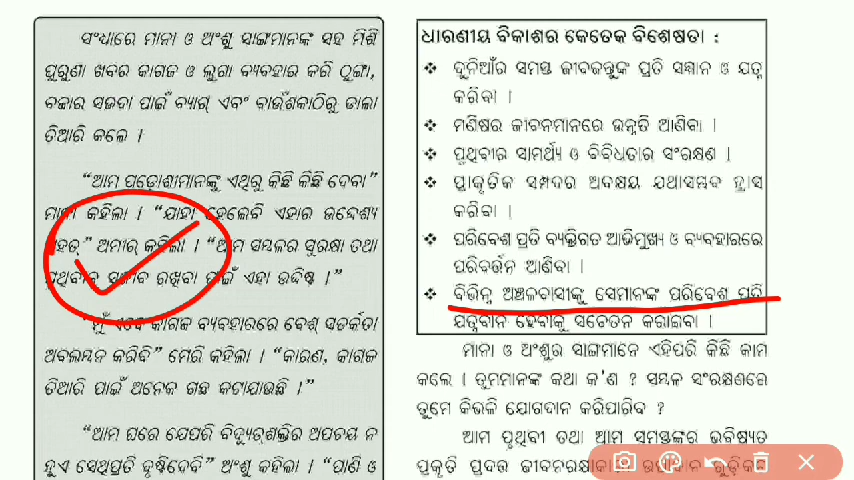 ସଂଧାରେ ମାନା ଓ ଅଂଶୁ ସାଙ୍ଗମାନଙ୍କ ସହ ମିଶି
ପୁରୁଣା ଖବର କାଗଜ ଓ ଲୁଗା ବ୍ୟବହାର କରି ଠୁଙ୍ଗା,
ବଜାର ସଉଦା ପାଇଁ ବ୍ୟାଗ୍ ଏବଂ ବାଉଁଶକାଠିରୁ ଡାଲା
ତିଆରି କଲେ ।
“ଆମ ପଡ଼ୋଶୀମାନଙ୍କୁ ଏଥିରୁ କିଛି କିଛି ଦେବା”
ମାନା କହିଲା । “ଯାହା ହେଲେବି ଏହାର ଉଦ୍ଦେଶ୍ୟ
ମହତ୍” ଅମୀର୍ କହିଲା । “ଆମ ସମ୍ବଳର ସୁରକ୍ଷା ତଥା
ପୃଥିବୀକୁ ରଖିବା ପାଇଁ ଏହା ଉଦ୍ଦିଷ୍ଟ ।”
“ମୁଁ ଏବେ କାଗଜ ବ୍ୟବହାରରେ ବେଶ୍ ସତର୍କତା
ଅବଲମ୍ବନ କରିବି” ମେରି କହିଲା । “କାରଣ, କାଗଜ
ତିଆରି ପାଇଁ ଅନେକ ଗଛ କଟାଯାଉଛି ।”
“ଆମ ଘରେ ଯେପରି ବିଦ୍ୟୁତ୍‌ଶକ୍ତିର ଅପଚୟ ନ
ହୁଏ ସେଥିପ୍ରତି ଦୃଷ୍ଟିଦେବି” ଅଂଶୁ କହିଲା । “ପାଣି ଓ
ଧାରଣୀୟ ବିକାଶର କେତେକ ବିଶେଷତା :
❖ ଦୁନିଆଁର ସମସ୍ତ ଜୀବଜନ୍ତୁଙ୍କ ପ୍ରତି ସମ୍ମାନ ଓ ଯତ୍ନ
କରିବା ।
❖ ମଣିଷର ଜୀବନମାନରେ ଉନ୍ନତି ଆଣିବା ।
❖ ପୃଥିବୀର ସାମର୍ଥ୍ୟ ଓ ବିବିଧତାର ସଂରକ୍ଷଣ ।
❖ ପ୍ରାକୃତିକ ସମ୍ପଦର ଅବକ୍ଷୟ ଯଥାସମ୍ଭବ ହ୍ରାସ
କରିବା ।
❖ ପରିବେଶ ପ୍ରତି ବ୍ୟକ୍ତିଗତ ଆଭିମୁଖ୍ୟ ଓ ବ୍ୟବହାରରେ
ପରିବର୍ତ୍ତନ ଆଣିବା ।
❖ ବିଭିନ୍ନ ଅଞ୍ଚଳବାସୀଙ୍କୁ ସେମାନଙ୍କ ପରିବେଶ ପ୍ରତି
ଯତ୍ନବାନ ହେବାକୁ ସଚେତନ କରାଇବା ।
ମାନା ଓ ଅଂଶୁର ସାଙ୍ଗମାନେ ଏହିପରି କିଛି କାମ
କଲେ । ତୁମମାନଙ୍କ କଥା କ'ଣ ? ସମ୍ବଳ ସଂରକ୍ଷଣରେ
ତୁମେ କିଭଳି ଯୋଗଦାନ କରିପାରିବ ?
ଆମ ପୃଥିବୀ ତଥା ଆମ ସମସ୍ତଙ୍କର ଭବିଷ୍ୟତ
ପ୍ରକୃତି ପ୍ରଦତ୍ତ